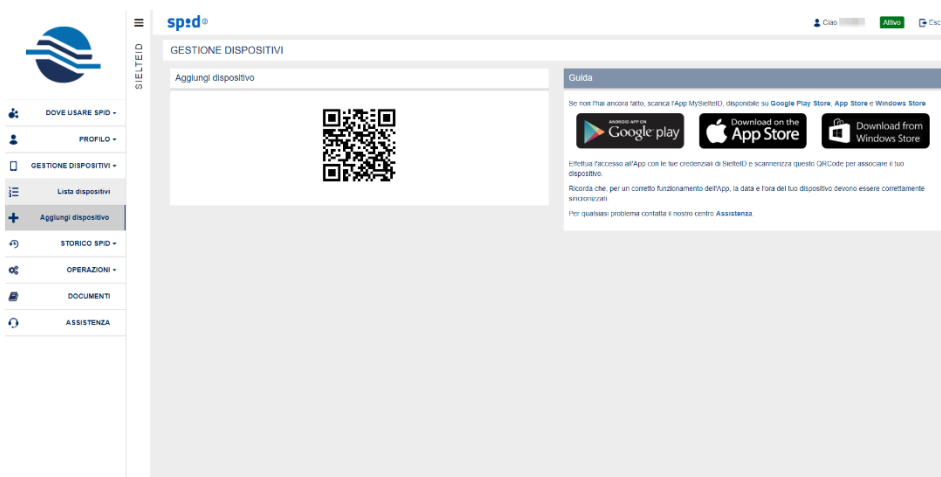 spid
Ciao
Attivo
Esci
SIELTEID
GESTIONE DISPOSITIVI
Aggiungi dispositivo
Guida
DOVE USARE SPID
PROFILO
GESTIONE DISPOSITIVI
Lista dispositivi
Aggiungi dispositivo
STORICO SPID
OPERAZIONI
DOCUMENTI
ASSISTENZA
Se non l'hai ancora fatto, scarica l'App MySielteID, disponibile su Google Play Store, App Store e Windows Store
ANDROID APP ON
Google play
Download on the
App Store
Download from
Windows Store
Effettua l'accesso all'App con le tue credenziali di SielteID e scannerizza questo QRCode per associare il tuo
dispositivo.
Ricorda che, per un corretto funzionamento dell'App, la data e l'ora del tuo dispositivo devono essere correttamente
sincronizzati
Per qualsiasi problema contatta il nostro centro Assistenza.